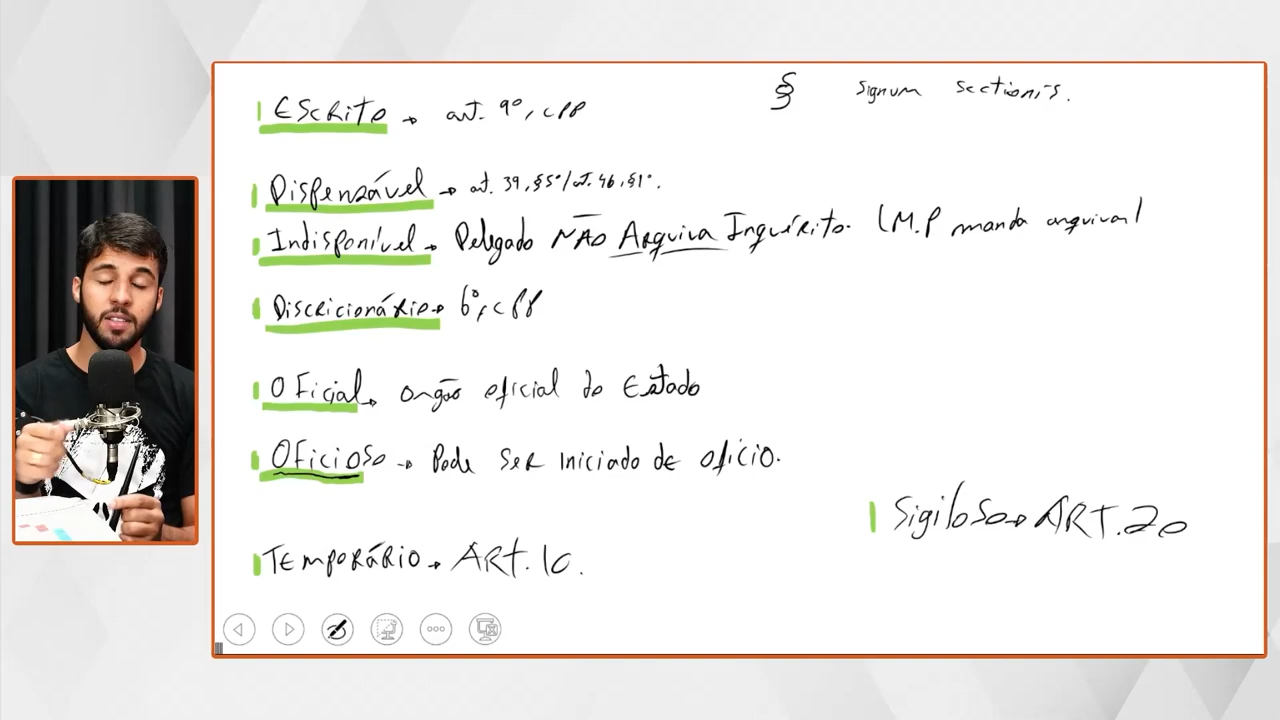 § signum sectionis.
Escrito → art. 9º, CPP
Dispensável → art. 39, §5º/art. 46, §1º.
Indisponível → Delegado NÃO Arquiva Inquérito. (M.P manda arquivar)
Discricionário → 6º, CPP
Oficial → orgão oficial do Estado
Oficioso → Pode ser iniciado de ofício.
Sigiloso → ART. 20
Temporário → ART. 10.